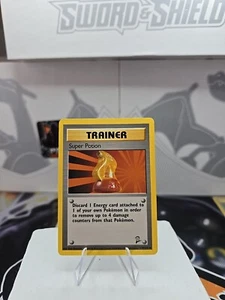 SWORD & SHIELD
TRAINER
Super Potion
Discard 1 Energy card attached to
1 of your own Pokémon in order
to remove up to 4 damage
counters from that Pokémon.